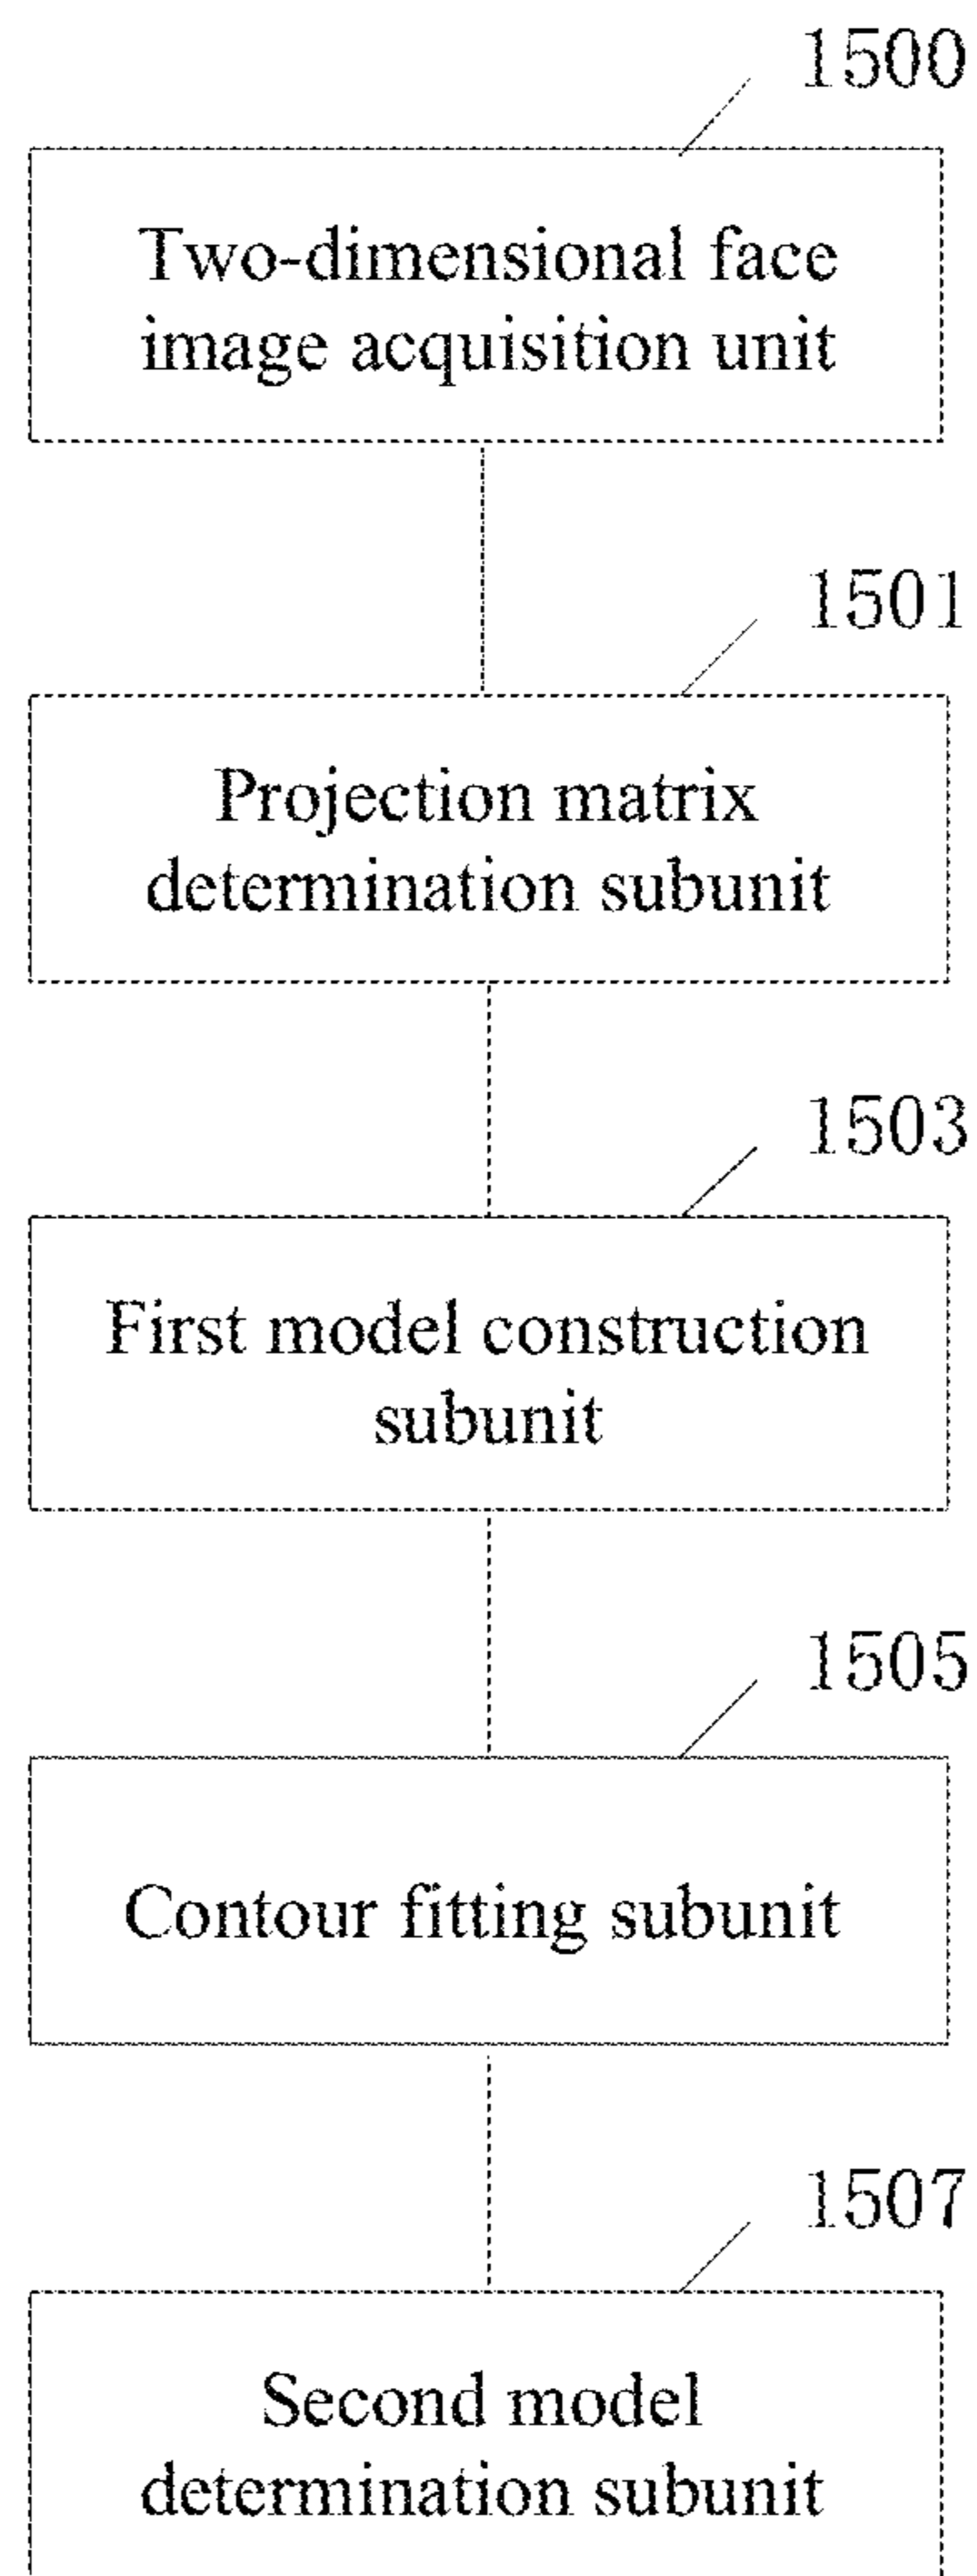 1500
Two-dimensional face
image acquisition unit
1501
Projection matrix
determination subunit
1503
First model construction
subunit
1505
Contour fitting subunit
1507
Second model
determination subunit